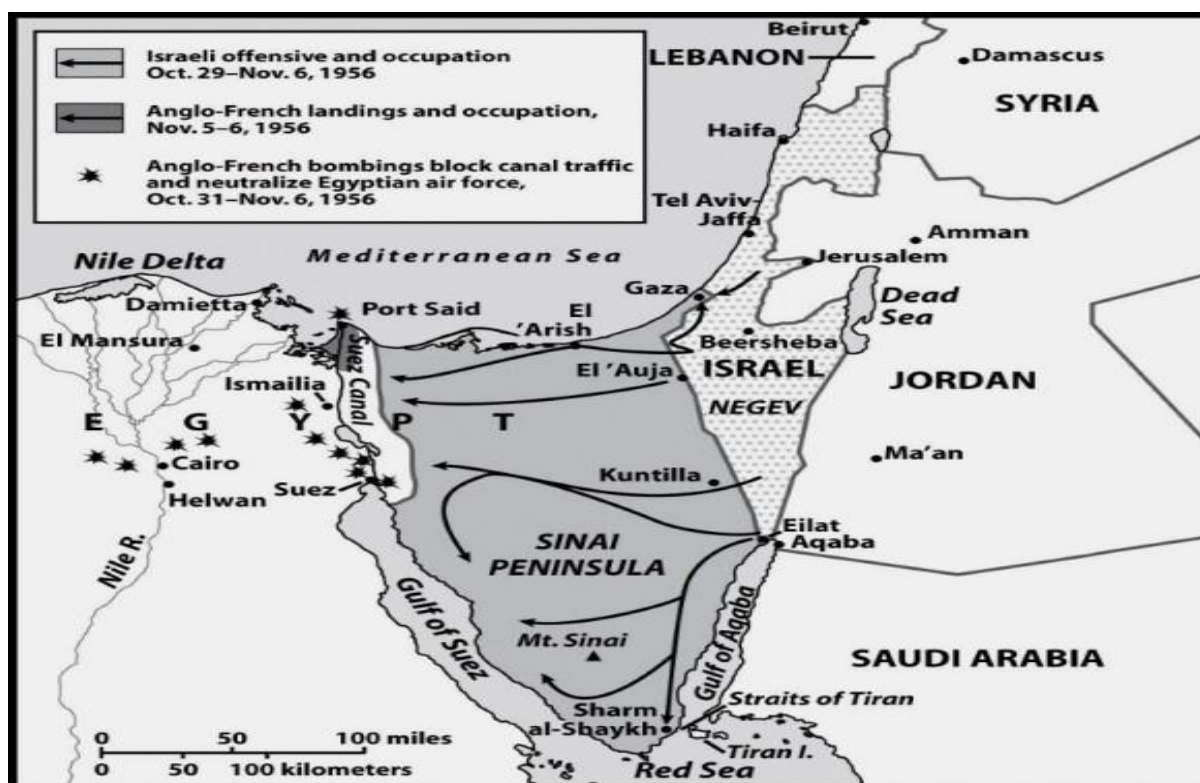 Israeli offensive and occupation
Oct. 29–Nov. 6, 1956
Anglo-French landings and occupation,
Nov. 5–6, 1956
Anglo-French bombings block canal traffic
and neutralize Egyptian air force,
Oct. 31–Nov. 6, 1956
Beirut
LEBANON
Damascus
SYRIA
Haifa
Tel Aviv-
Jaffa
Amman
Jerusalem
Mediterranean Sea
Nile Delta
Damietta
Port Said
El
'Arish
Gaza
Dead
Sea
El Mansura
Beersheba
Suez Canal
El 'Auja
ISRAEL
JORDAN
Ismailia
NEGEV
E G Y P T
Ma'an
Cairo
Kuntilla
Helwan
Suez
Eilat
Aqaba
SINAI
PENINSULA
Nile R.
Gulf of Suez
Gulf of Aqaba
Mt. Sinai
SAUDI ARABIA
Sharm
al-Shaykh
Straits of Tiran
Tiran I.
Red Sea
0 50 100 miles
0 50 100 kilometers